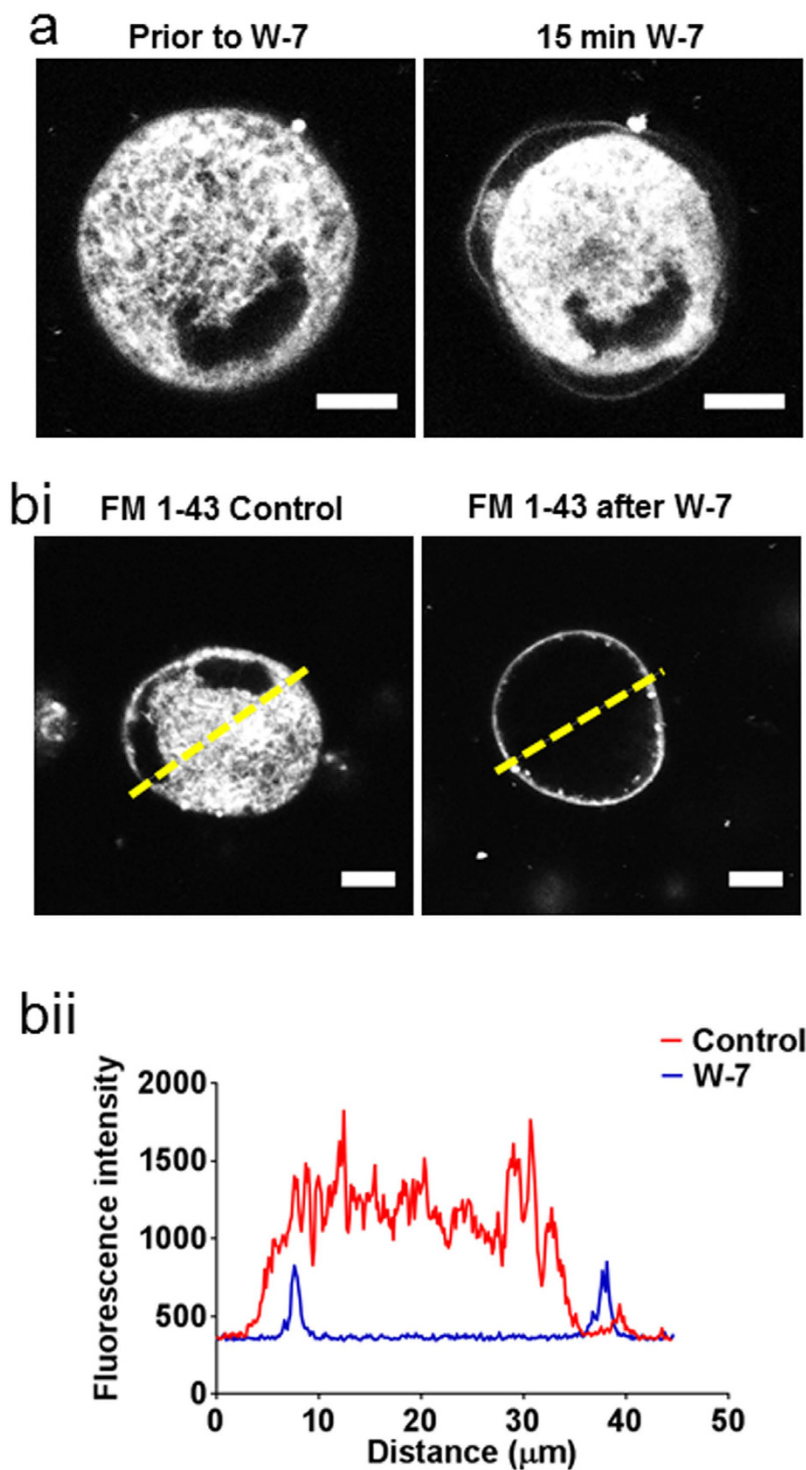 a
Prior to W-7
15 min W-7
bi
FM 1-43 Control
FM 1-43 after W-7
bii
Control
W-7
Fluorescence intensity
2000
1500
1000
500
0
0 10 20 30 40 50
Distance (μm)